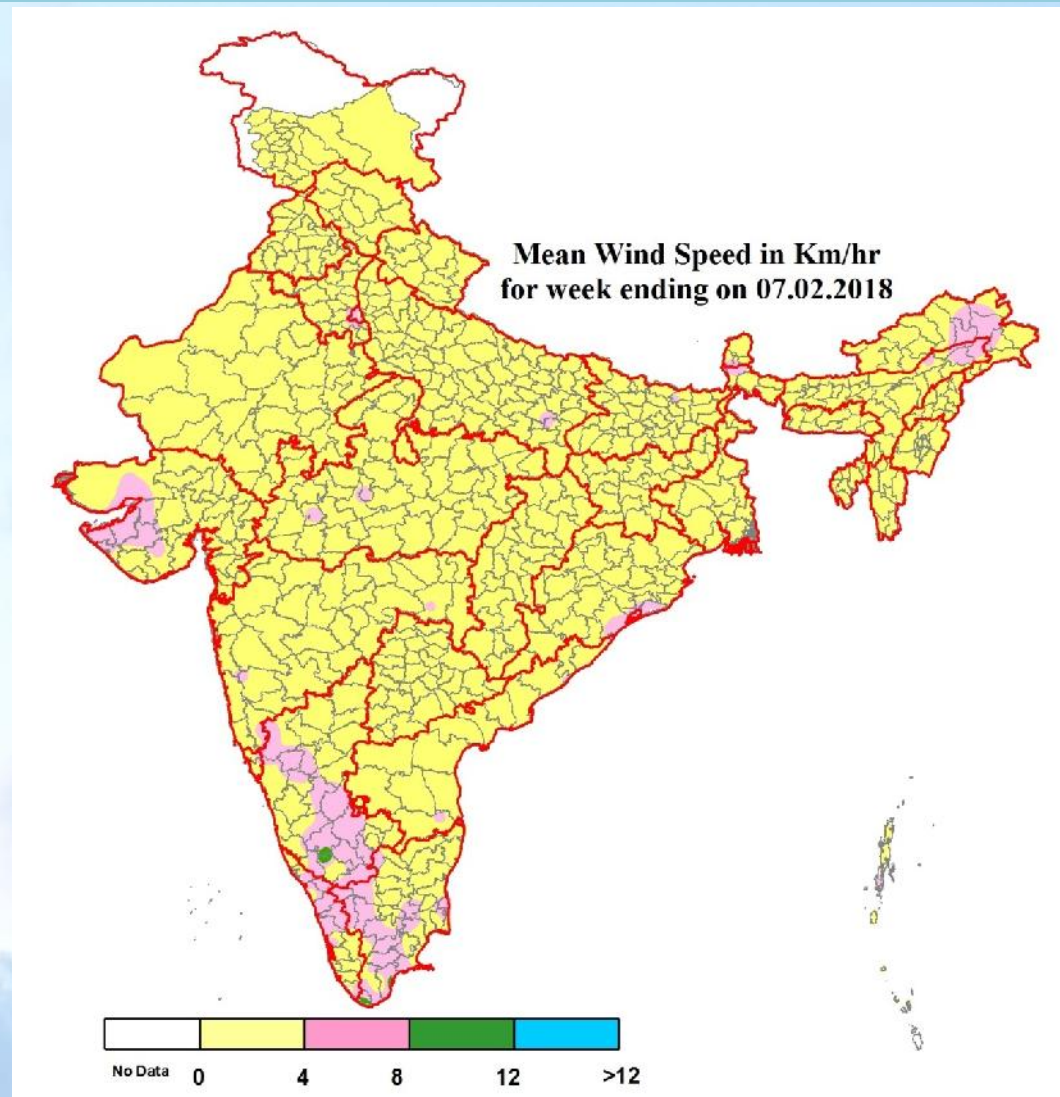 Mean Wind Speed in Km/hr
for week ending on 07.02.2018
No Data 0 4 8 12 >12